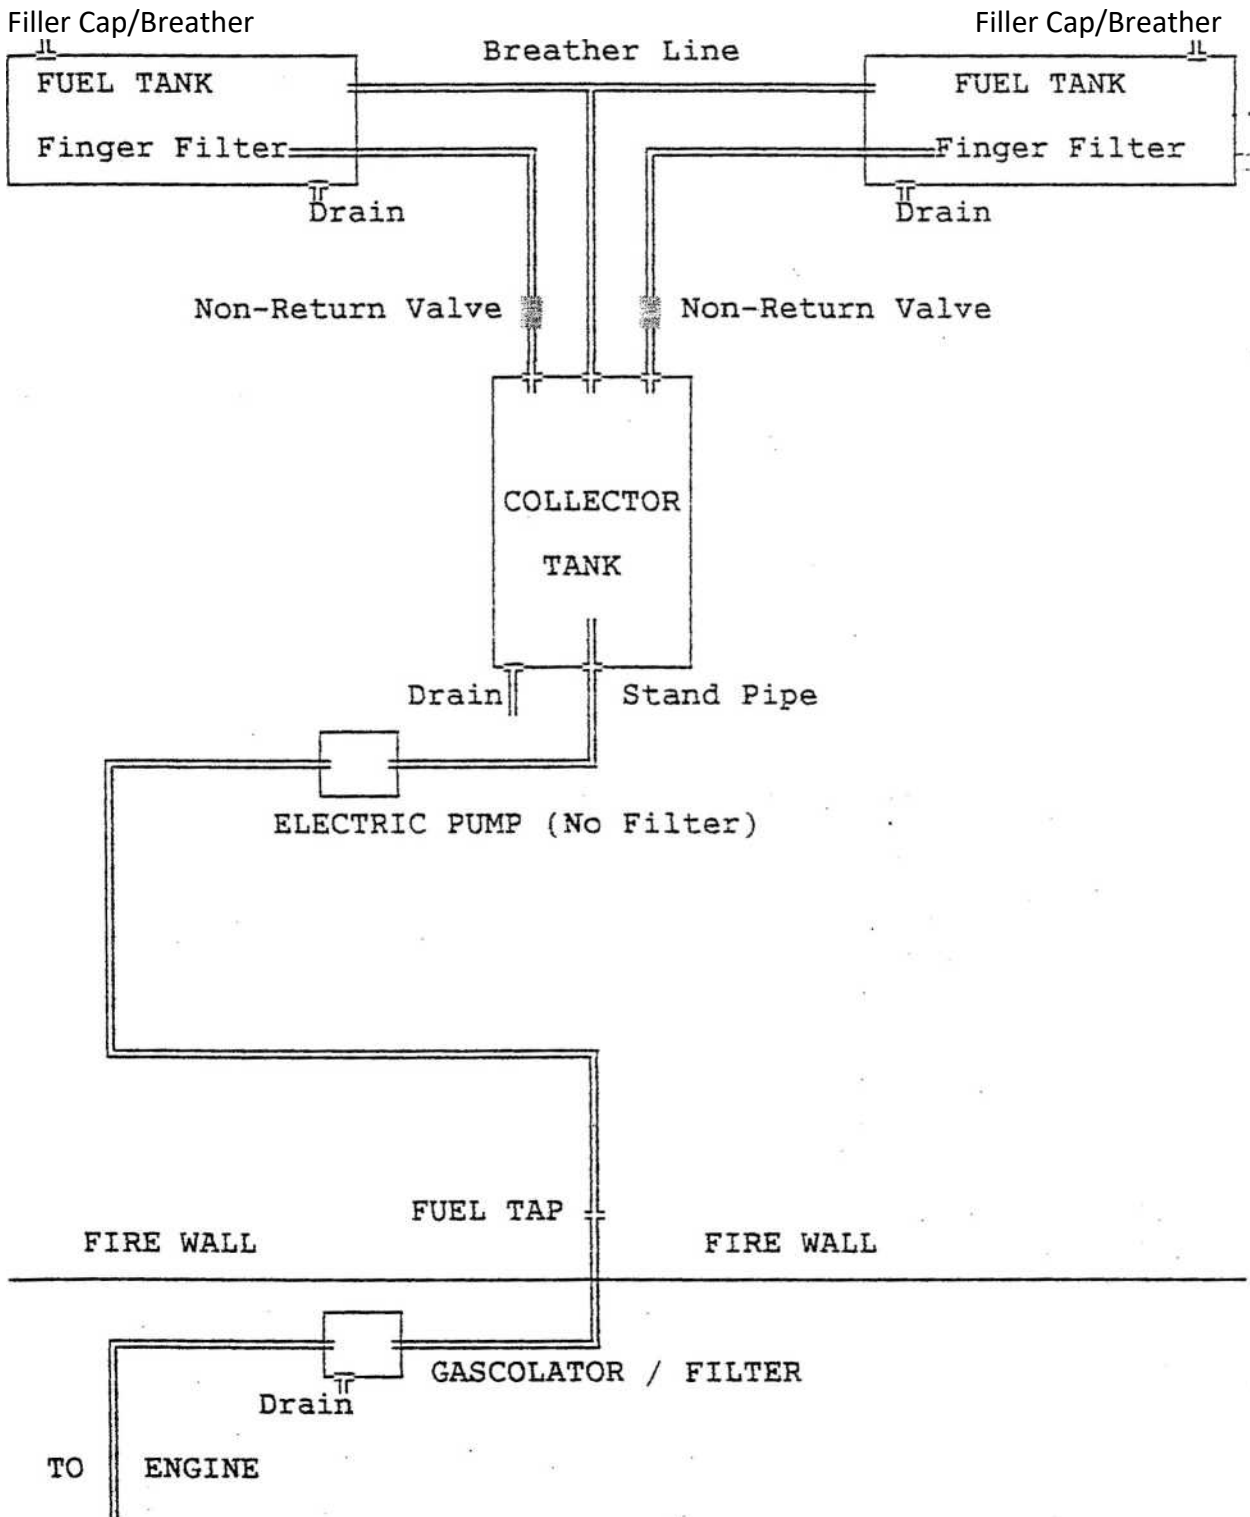 Filler Cap/Breather
Filler Cap/Breather
Breather Line
FUEL TANK
FUEL TANK
Finger Filter
Finger Filter
Drain
Drain
Non-Return Valve
Non-Return Valve
COLLECTOR
TANK
Drain
Stand Pipe
ELECTRIC PUMP (No Filter)
FUEL TAP
FIRE WALL
FIRE WALL
GASCOLATOR / FILTER
Drain
TO ENGINE